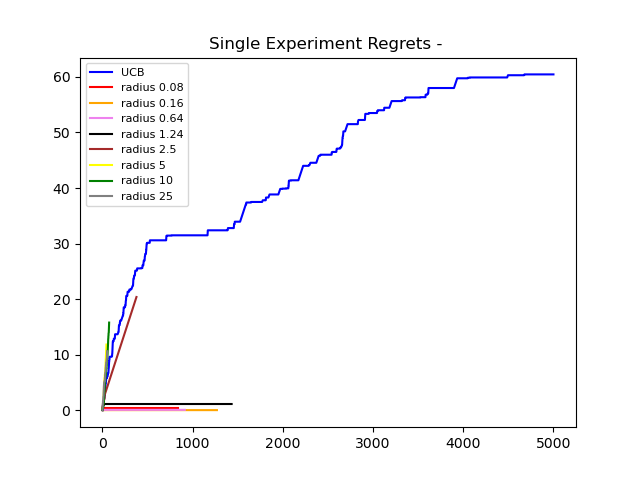 Single Experiment Regrets -
UCB
radius 0.08
radius 0.16
radius 0.64
radius 1.24
radius 2.5
radius 5
radius 10
radius 25
60
50
40
30
20
10
0
0 1000 2000 3000 4000 5000